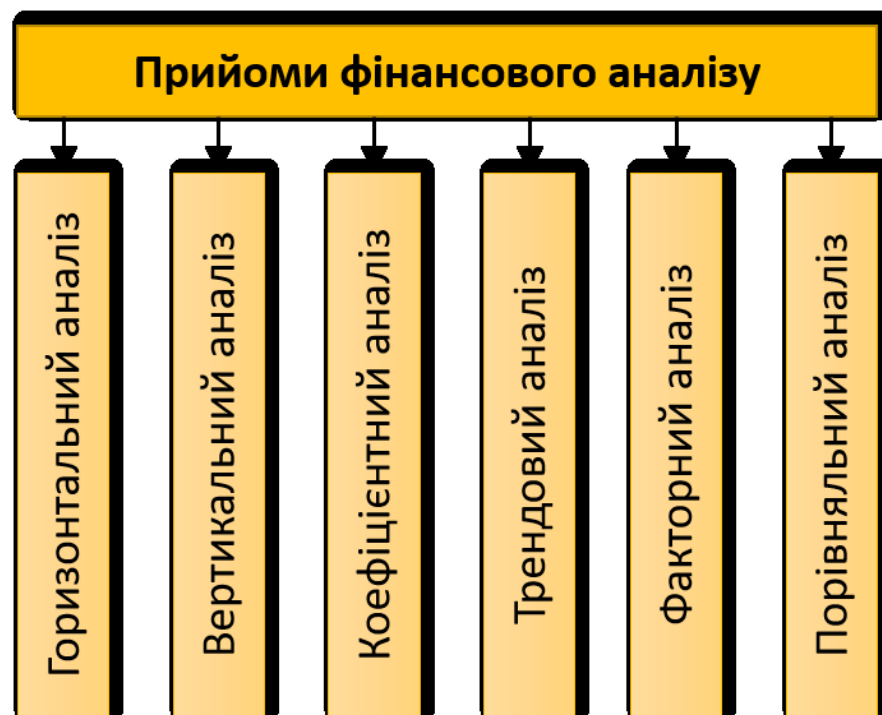 Прийоми фінансового аналізу
Горизонтальний аналіз
Вертикальний аналіз
Коефіцієнтний аналіз
Трендовий аналіз
Факторний аналіз
Порівняльний аналіз